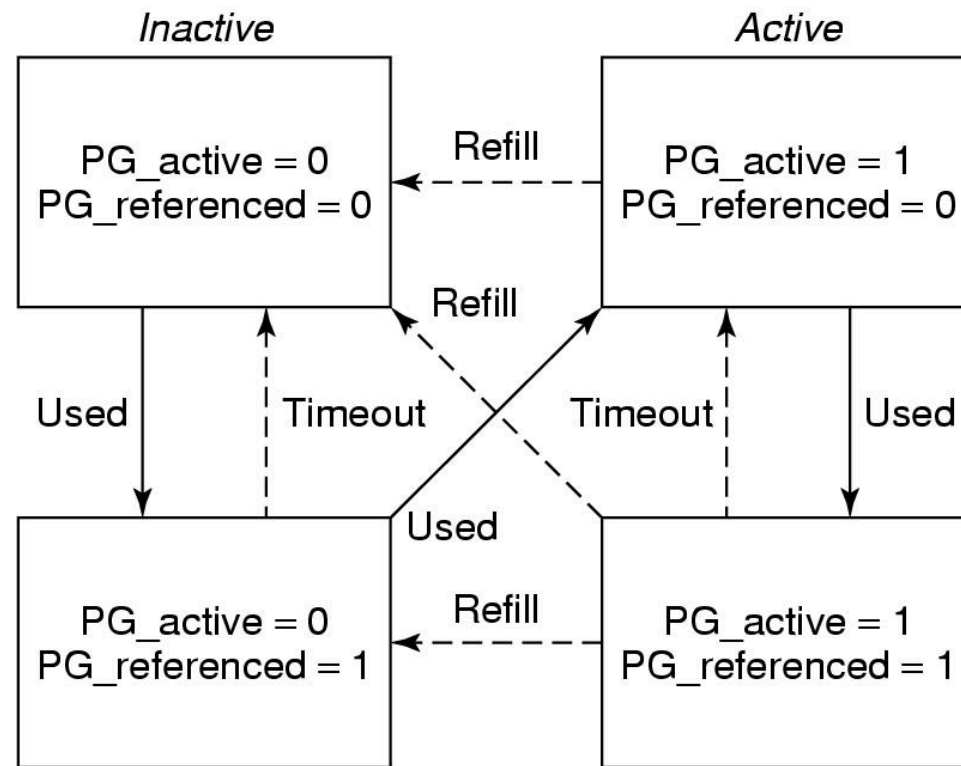 Inactive
Active
PG_active = 0
PG_referenced = 0
Refill
PG_active = 1
PG_referenced = 0
Refill
Used
Timeout
Timeout
Used
Used
PG_active = 0
PG_referenced = 1
Refill
PG_active = 1
PG_referenced = 1